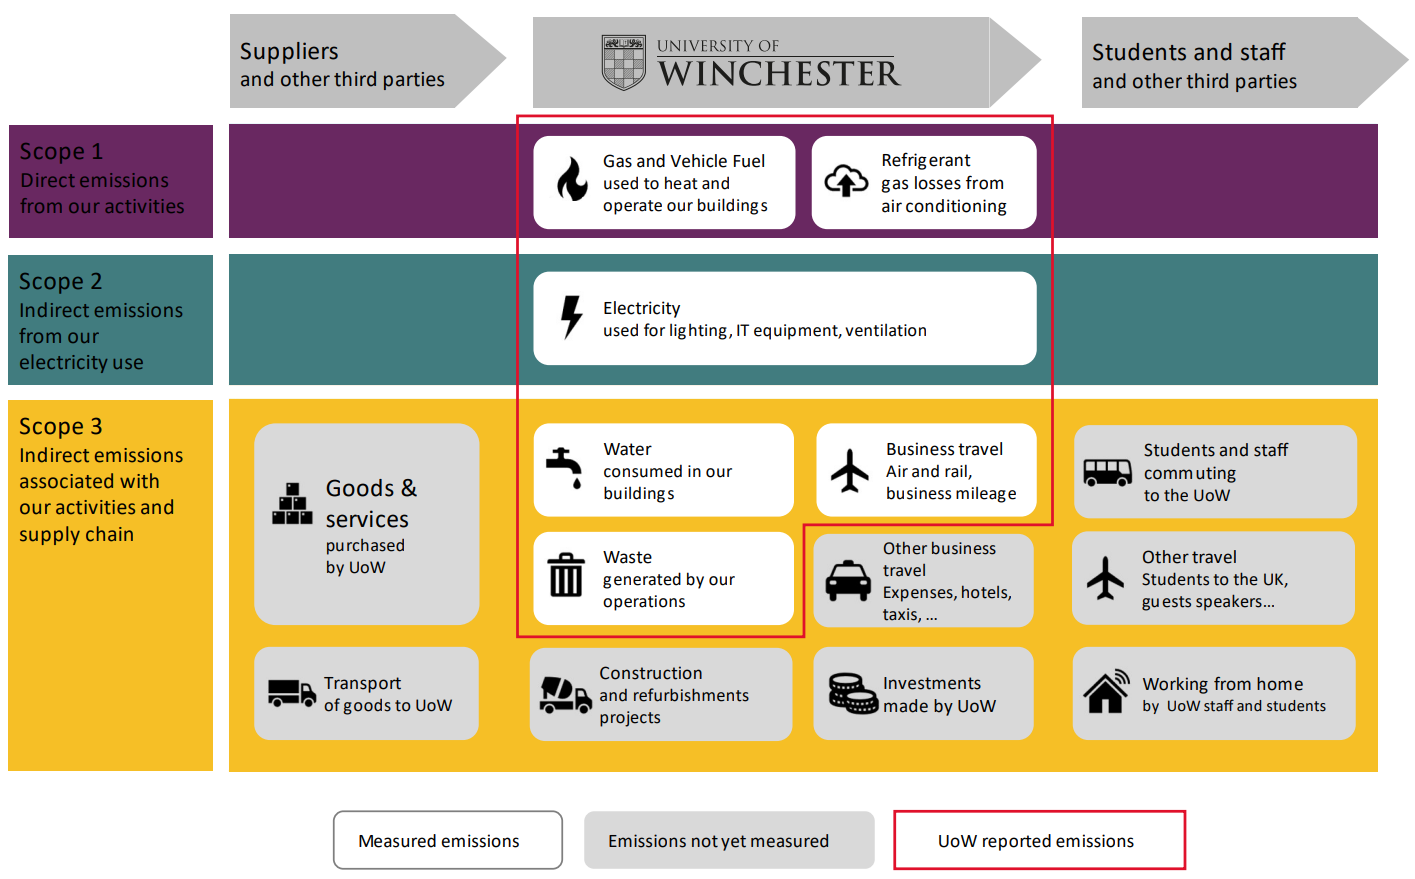 Suppliers
and other third parties
UNIVERSITY OF
WINCHESTER
Students and staff
and other third parties
Scope 1
Direct emissions
from our activities
Gas and Vehicle Fuel
used to heat and
operate our buildings
Refrigerant
gas losses from
air conditioning
Scope 2
Indirect emissions
from our
electricity use
Electricity
used for lighting, IT equipment, ventilation
Scope 3
Indirect emissions
associated with
our activities and
supply chain
Goods &
services
purchased
by UoW
Water
consumed in our
buildings
Business travel
Air and rail,
business mileage
Students and staff
commuting
to the UoW
Waste
generated by our
operations
Other business
travel
Expenses, hotels,
taxis, ...
Other travel
Students to the UK,
guests speakers...
Transport
of goods to UoW
Construction
and refurbishments
projects
Investments
made by UoW
Working from home
by UoW staff and students
Measured emissions
Emissions not yet measured
UoW reported emissions